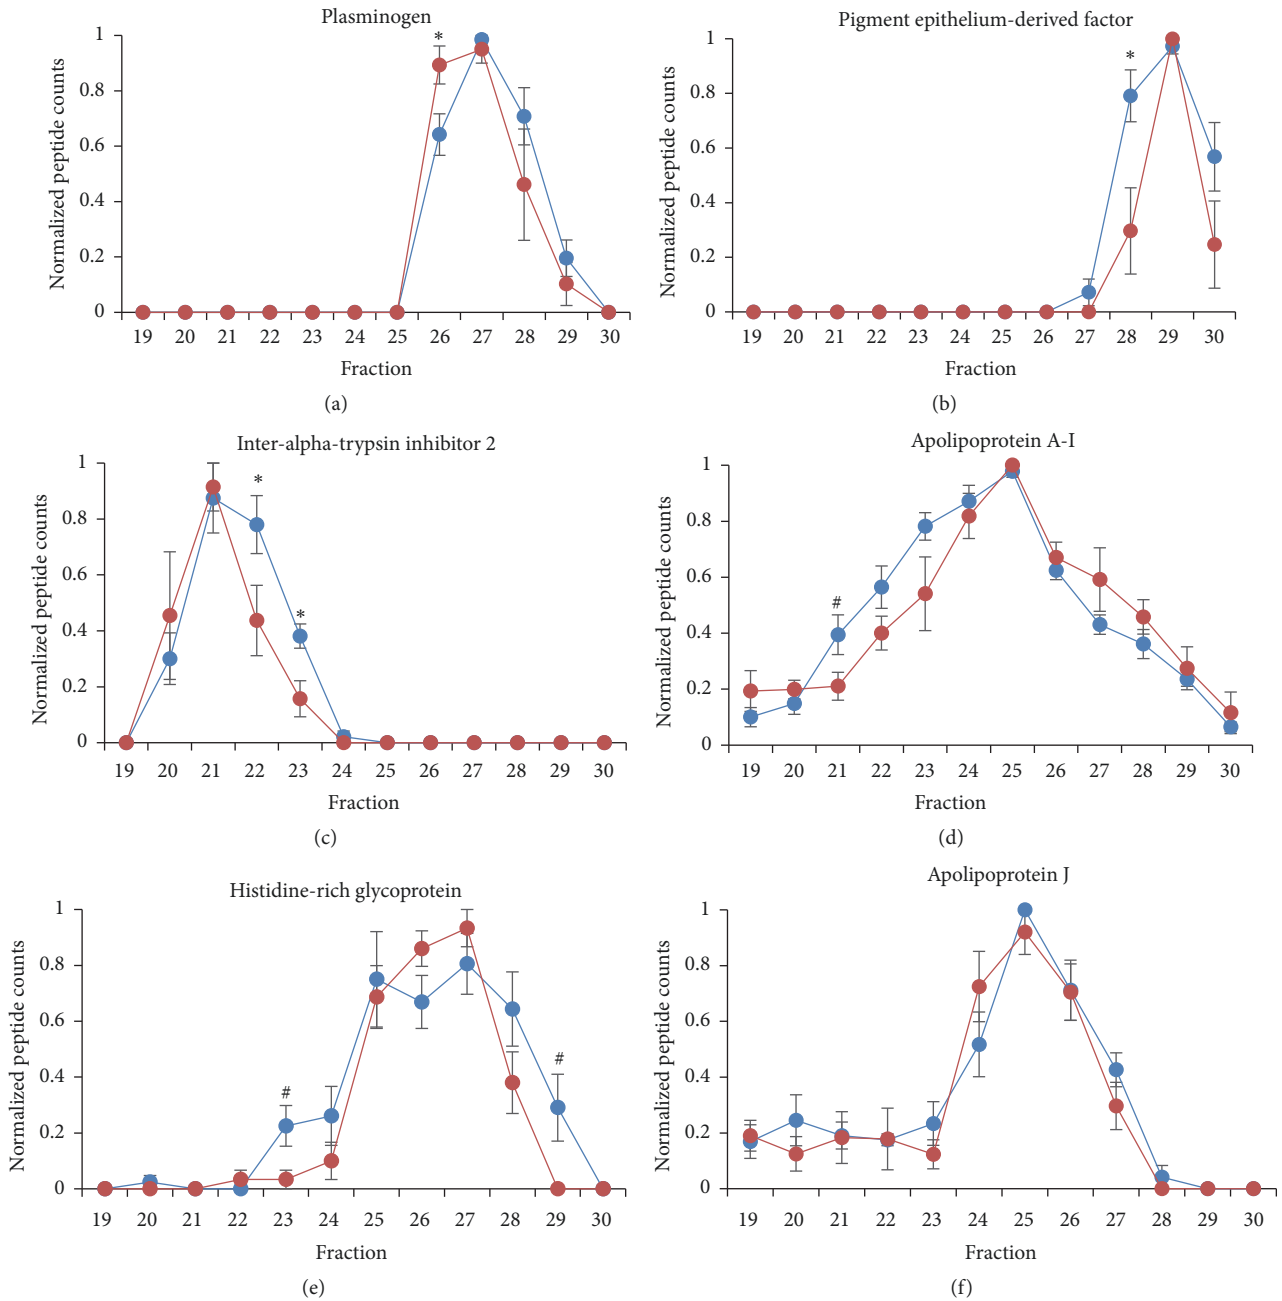 Plasminogen
Normalized peptide counts
1
0.8
0.6
0.4
0.2
0
*
19 20 21 22 23 24 25 26 27 28 29 30
Fraction
(a)
Pigment epithelium-derived factor
Normalized peptide counts
1
0.8
0.6
0.4
0.2
0
*
19 20 21 22 23 24 25 26 27 28 29 30
Fraction
(b)
Inter-alpha-trypsin inhibitor 2
Normalized peptide counts
1
0.8
0.6
0.4
0.2
0
*
*
19 20 21 22 23 24 25 26 27 28 29 30
Fraction
(c)
Apolipoprotein A-I
Normalized peptide counts
1
0.8
0.6
0.4
0.2
0
#
19 20 21 22 23 24 25 26 27 28 29 30
Fraction
(d)
Histidine-rich glycoprotein
Normalized peptide counts
1
0.8
0.6
0.4
0.2
0
#
#
19 20 21 22 23 24 25 26 27 28 29 30
Fraction
(e)
Apolipoprotein J
Normalized peptide counts
1
0.8
0.6
0.4
0.2
0
19 20 21 22 23 24 25 26 27 28 29 30
Fraction
(f)